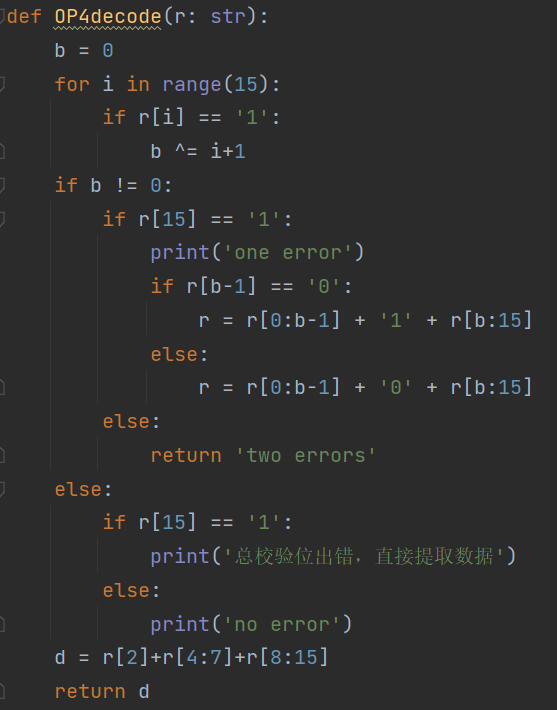 def OP4decode(r: str):
    b = 0
    for i in range(15):
        if r[i] == '1':
            b ^= i+1
    if b != 0:
        if r[15] == '1':
            print('one error')
            if r[b-1] == '0':
                r = r[0:b-1] + '1' + r[b:15]
            else:
                r = r[0:b-1] + '0' + r[b:15]
        else:
            return 'two errors'
    else:
        if r[15] == '1':
            print('总校验位出错，直接提取数据')
        else:
            print('no error')
    d = r[2]+r[4:7]+r[8:15]
    return d